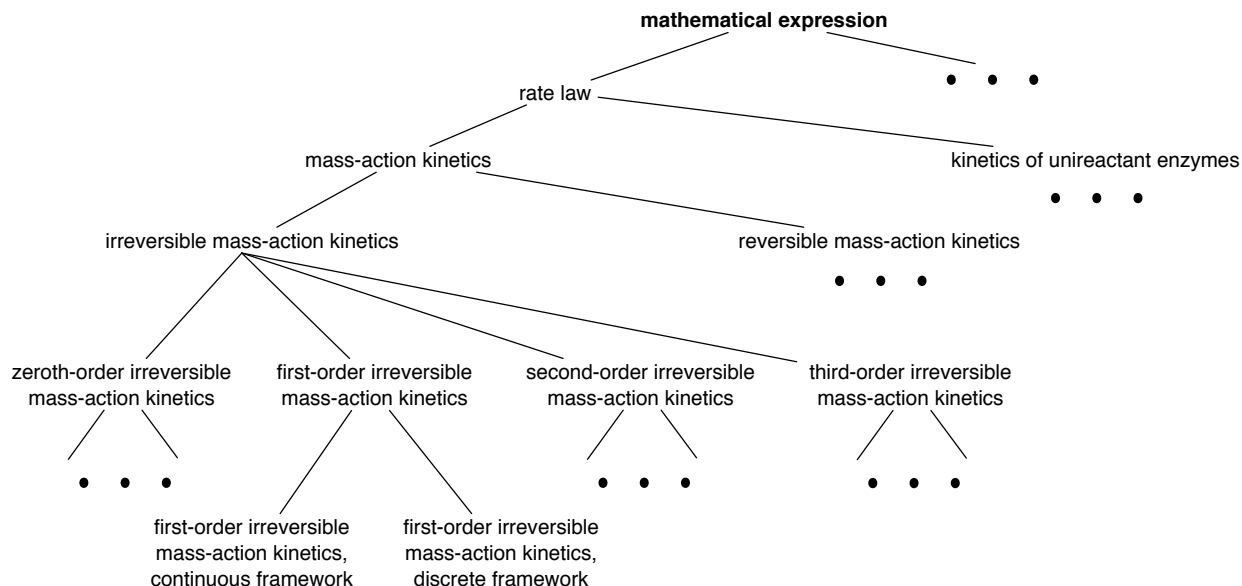 mathematical expression
rate law
mass-action kinetics
kinetics of unireactant enzymes
irreversible mass-action kinetics
reversible mass-action kinetics
zeroth-order irreversible
mass-action kinetics
first-order irreversible
mass-action kinetics
second-order irreversible
mass-action kinetics
third-order irreversible
mass-action kinetics
first-order irreversible
mass-action kinetics,
continuous framework
first-order irreversible
mass-action kinetics,
discrete framework